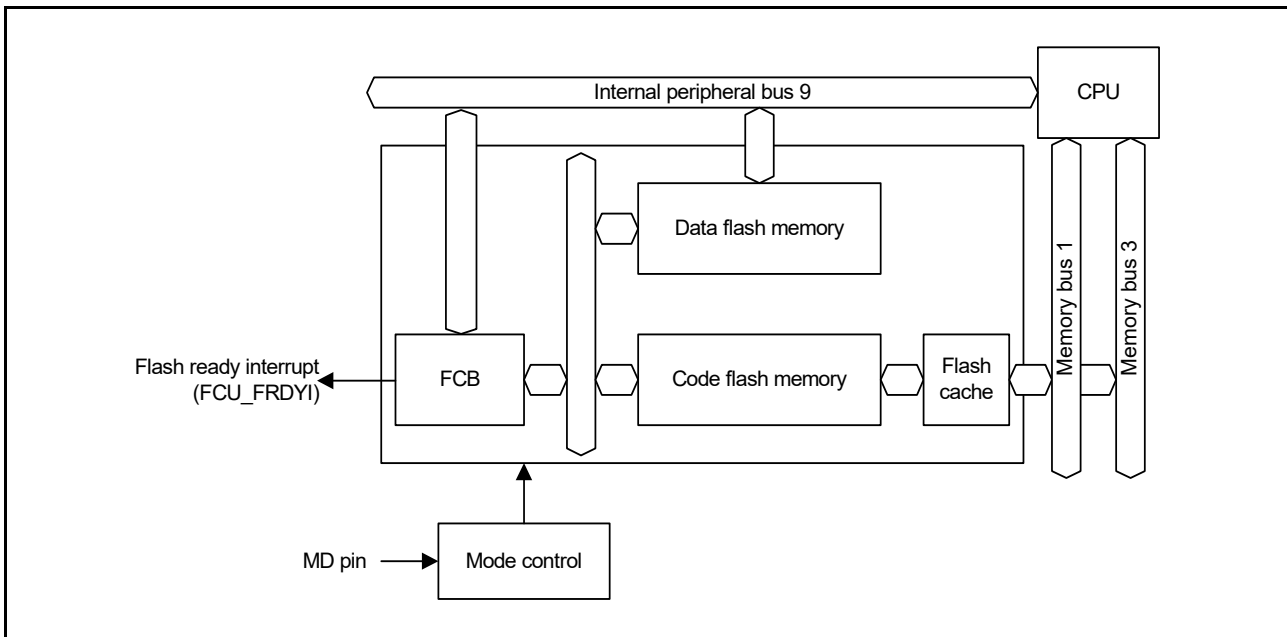 Internal peripheral bus 9
CPU
Data flash memory
Memory bus 1
Memory bus 3
Flash ready interrupt
(FCU_FRDYI)
FCB
Code flash memory
Flash
cache
MD pin
Mode control